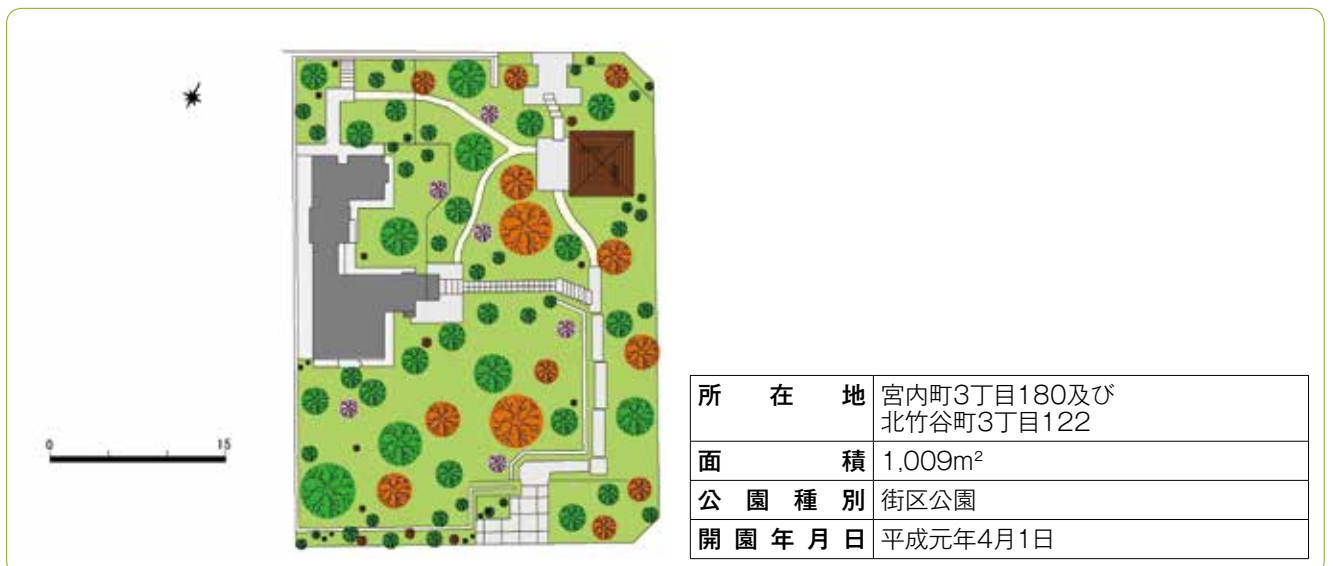 0 15
所在地 宮内町3丁目180及び
北竹谷町3丁目122
面積 1,009m²
公園種別 街区公園
開園年月日 平成元年4月1日